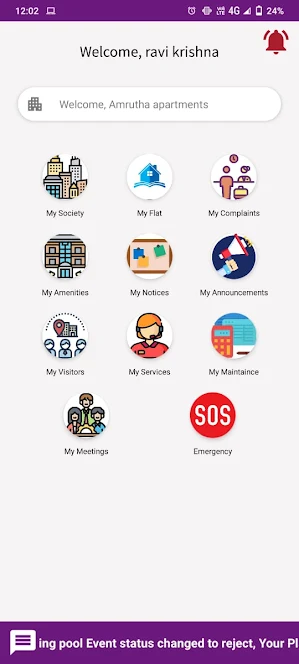 12:02 4G 24%
Welcome, ravi krishna
Welcome, Amrutha apartments
My Society My Flat My Complaints
My Amenities My Notices My Announcements
My Visitors My Services My Maintaince
SOS
My Meetings Emergency
ing pool Event status changed to reject, Your Pl